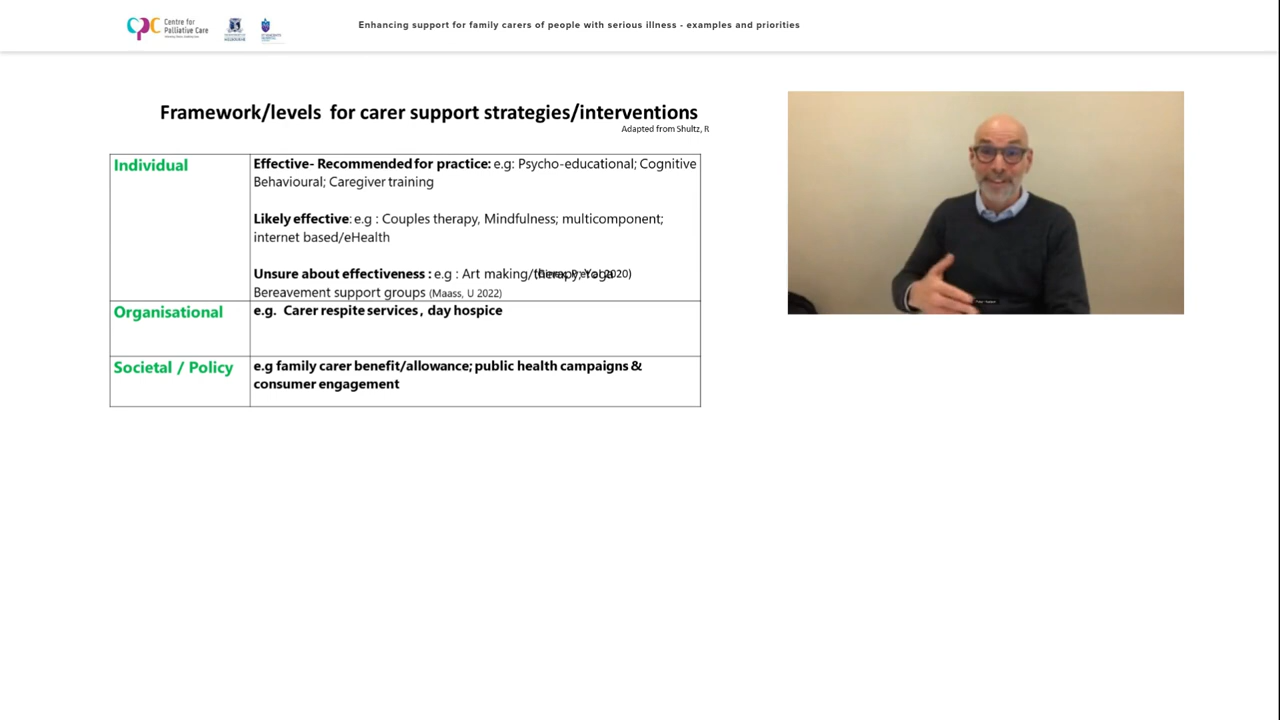 Centre for
Palliative Care
Enhancing support for family carers of people with serious illness - examples and priorities
Framework/levels for carer support strategies/interventions
Adapted from Shultz, R
Individual
Effective- Recommended for practice: e.g: Psycho-educational; Cognitive
Behavioural; Caregiver training
Likely effective: e.g : Couples therapy, Mindfulness; multicomponent;
internet based/eHealth
Unsure about effectiveness : e.g : Art making/therapy; Yoga 2020)
Bereavement support groups (Maass, U 2022)
Organisational
e.g. Carer respite services, day hospice
Societal / Policy
e.g family carer benefit/allowance; public health campaigns &
consumer engagement